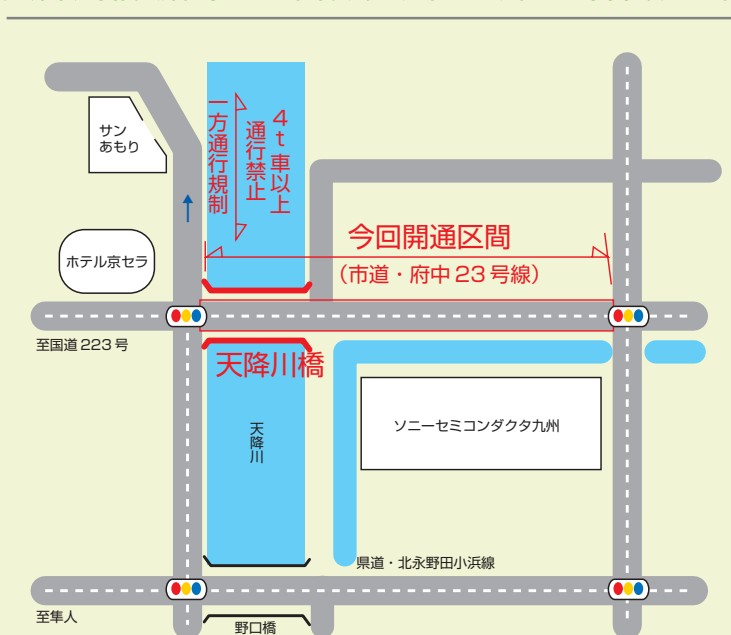 サン
あもり
一方通行規制
4t車以上
通行禁止
今回開通区間
(市道・府中23号線)
ホテル京セラ
至国道223号
天降川橋
天降川
ソニーセミコンダクタ九州
県道・北永野田小浜線
至隼人
野口橋